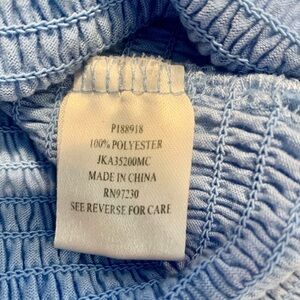 P188918
100% POLYESTER
JKA35200MC
MADE IN CHINA
RN97230
SEE REVERSE FOR CARE